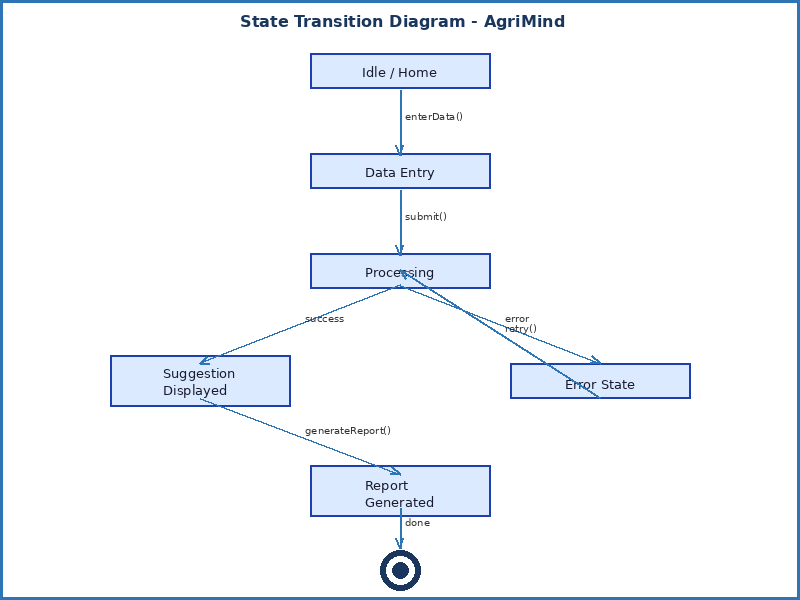 State Transition Diagram - AgriMind
Idle / Home
enterData()
Data Entry
submit()
Processing
success
error
retry()
Suggestion
Displayed
Error State
generateReport()
Report
Generated
done